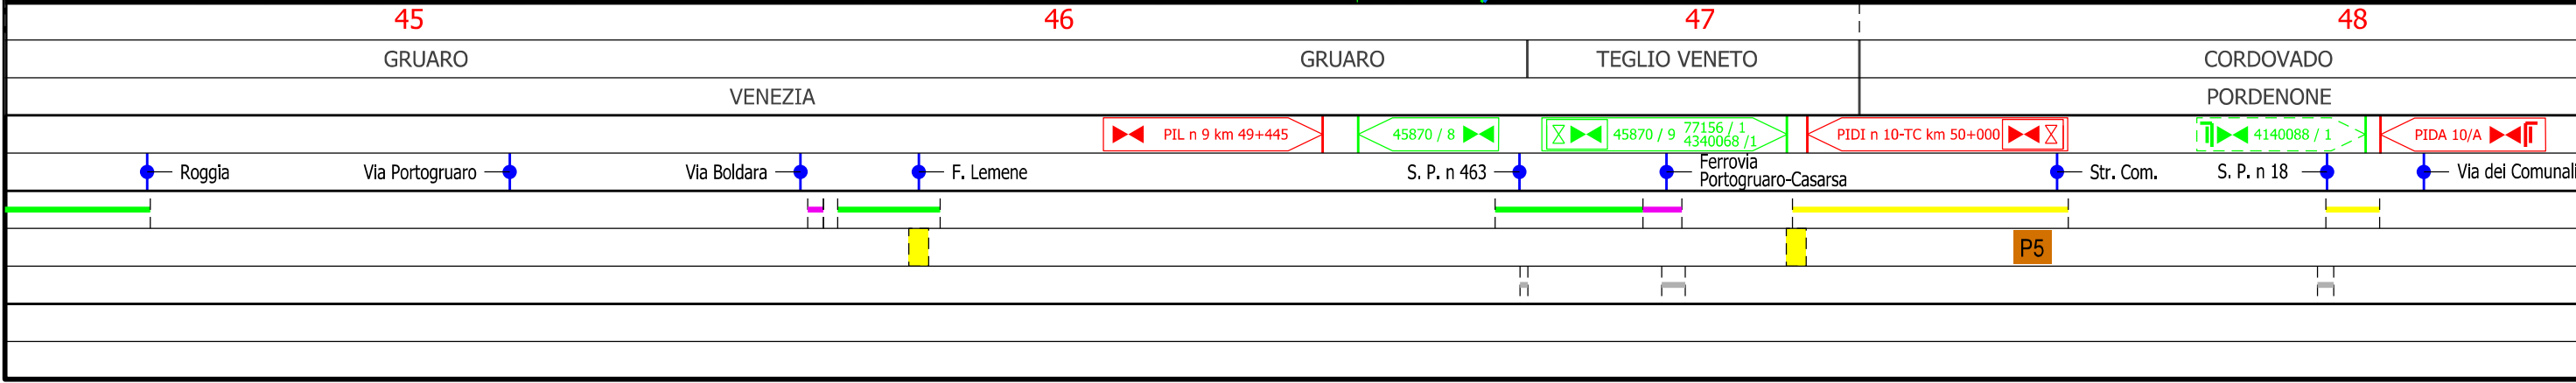 45 46 47 48
GRUARO GRUARO TEGLIO VENETO CORDOVADO
VENEZIA PORDENONE
PIL n 9 km 49+445 45870 / 8 45870 / 9 77156 / 1 4340068 /1 PIDI n 10-TC km 50+000 4140088 / 1 PIDA 10/A
Roggia Via Portogruaro Via Boldara F. Lemene S. P. n 463 Ferrovia Portogruaro-Casarsa Str. Com. S. P. n 18 Via dei Comunali
P5